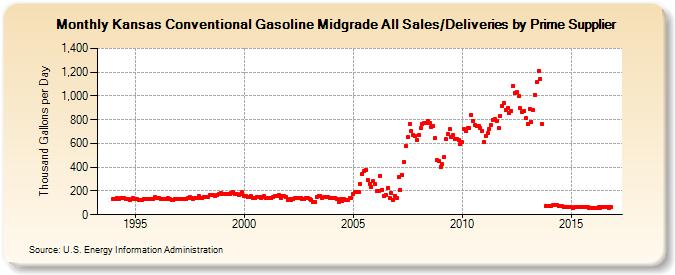 Monthly Kansas Conventional Gasoline Midgrade All Sales/Deliveries by Prime Supplier
Thousand Gallons per Day
1,400
1,200
1,000
800
600
400
200
0
1995 2000 2005 2010 2015
Source: U.S. Energy Information Administration